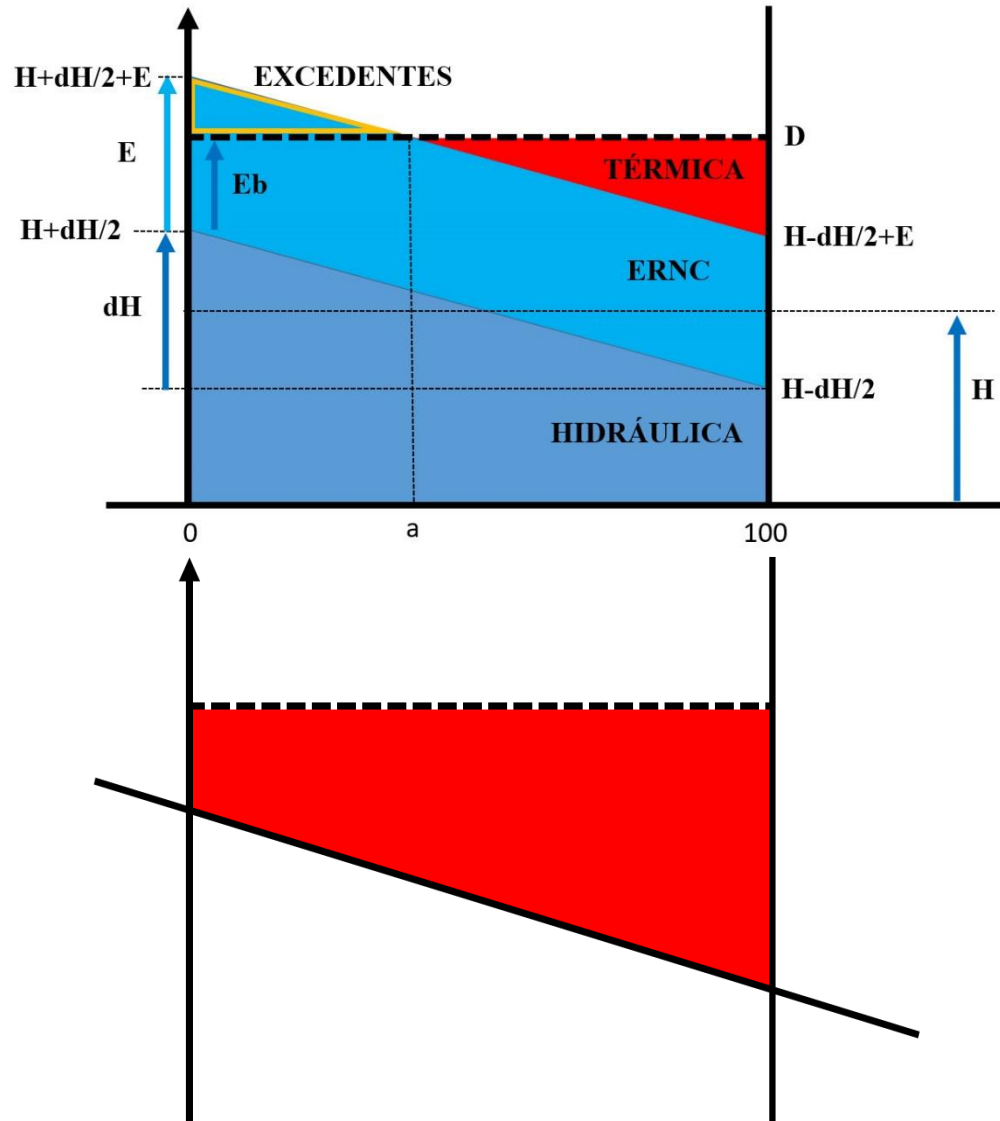 H+dH/2+E
EXCEDENTES
E
D
TÉRMICA
Eb
H+dH/2
H-dH/2+E
ERNC
dH
H-dH/2
H
HIDRÁULICA
0
a
100